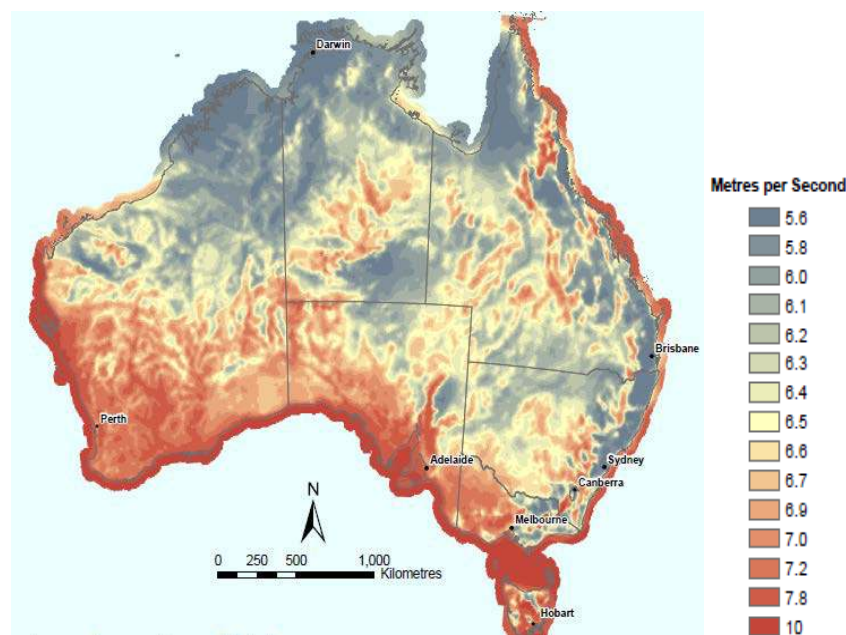 Darwin
Metres per Second
5.6
5.8
6.0
6.1
6.2
6.3
6.4
6.5
6.6
6.7
6.9
7.0
7.2
7.8
10
Brisbane
Perth
Adelaide
Sydney
Canberra
N
Melbourne
0 250 500 1,000
Kilometres
Hobart